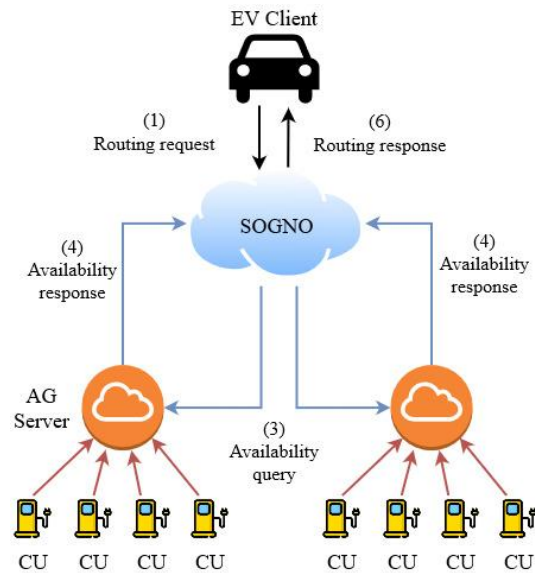 EV Client
(1)
Routing request
(6)
Routing response
SOGNO
(4)
Availability
response
(4)
Availability
response
AG
Server
(3)
Availability
query
CU CU CU CU CU CU CU CU